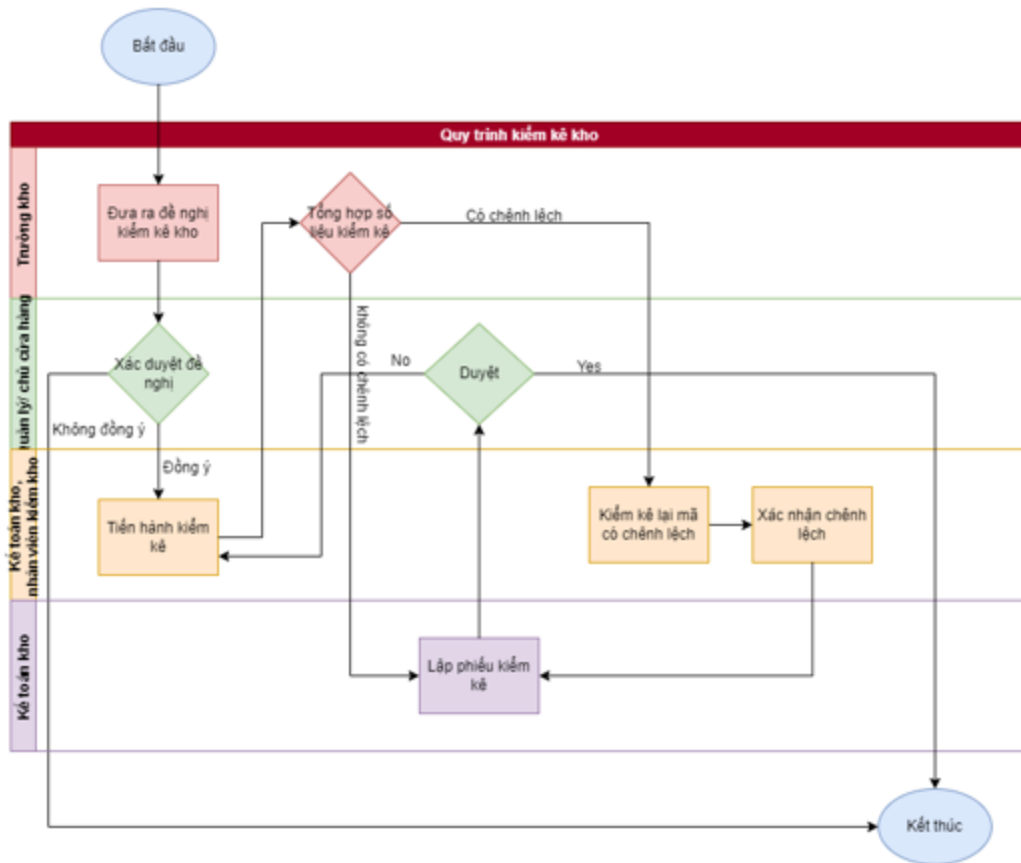 Bắt đầu
Quy trình kiểm kê kho
Trưởng kho
Đưa ra đề nghị
kiểm kê kho
Tổng hợp số
liệu kiểm kê
Có chênh lệch
không có chênh lệch
uản lý/ chủ cửa hàng
Xác duyệt đề
nghị
No
Duyệt
Yes
Không đồng ý
Đồng ý
Kế toán kho,
nhân viên kiểm kho
Tiến hành kiểm
kê
Kiểm kê lại mã
có chênh lệch
Xác nhận chênh
lệch
Kế toán kho
Lập phiếu kiểm
kê
Kết thúc